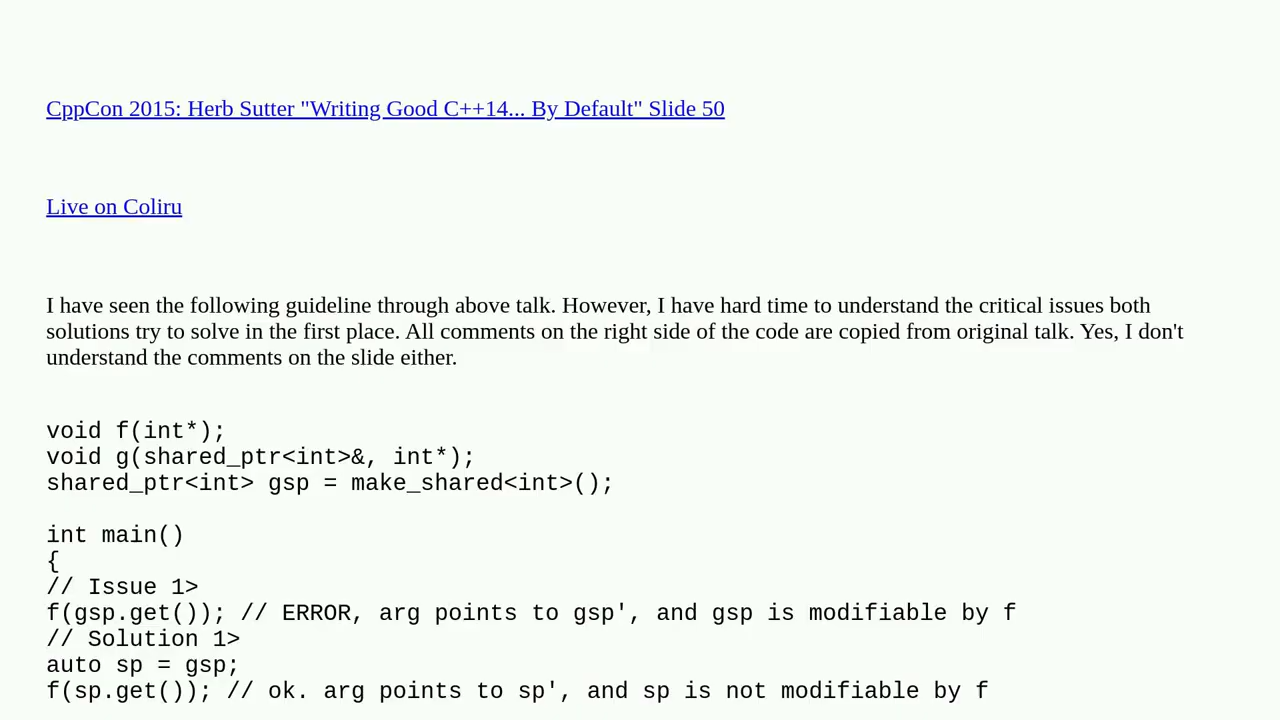 CppCon 2015: Herb Sutter "Writing Good C++14... By Default" Slide 50
Live on Coliru
I have seen the following guideline through above talk. However, I have hard time to understand the critical issues both
solutions try to solve in the first place. All comments on the right side of the code are copied from original talk. Yes, I don't
understand the comments on the slide either.
void f(int*);
void g(shared_ptr<int>&, int*);
shared_ptr<int> gsp = make_shared<int>();
int main()
{
// Issue 1>
f(gsp.get()); // ERROR, arg points to gsp', and gsp is modifiable by f
// Solution 1>
auto sp = gsp;
f(sp.get()); // ok. arg points to sp', and sp is not modifiable by f